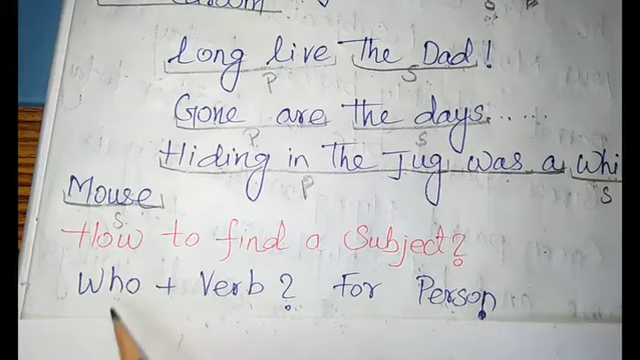 Long live The Dad!
P S
Gone are the days.....
P S
Hiding in The Jug was a Whi
P S
Mouse
S
How to find a Subject?
Who + Verb? For Person